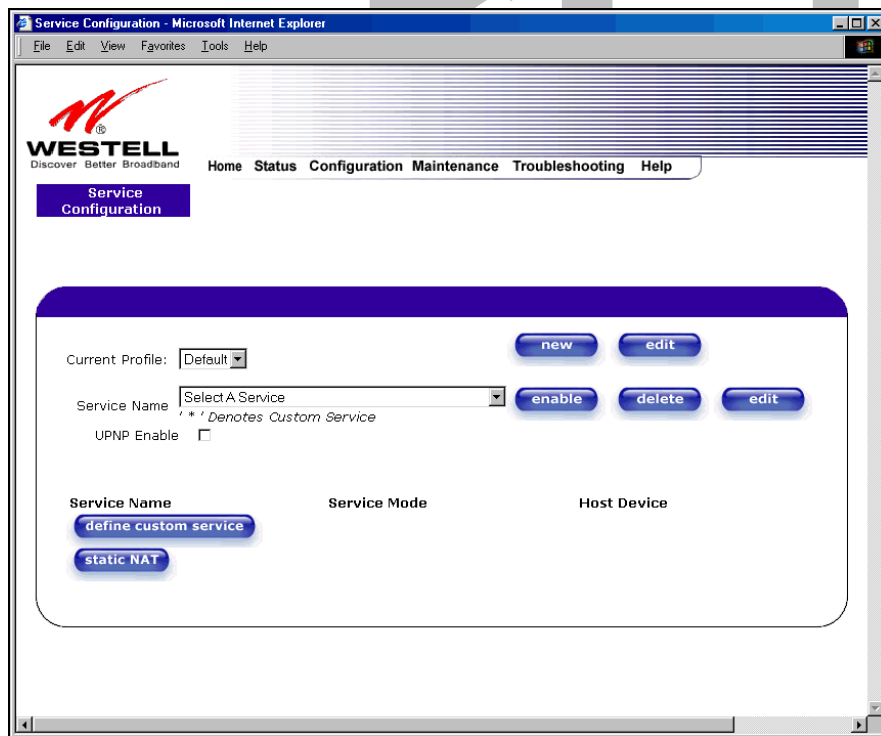 Service Configuration - Microsoft Internet Explorer
File Edit View Favorites Tools Help
®
WESTELL
Discover Better Broadband
Home Status Configuration Maintenance Troubleshooting Help
Service
Configuration
new edit
Current Profile: Default
Service Name Select A Service enable delete edit
' * ' Denotes Custom Service
UPNP Enable
Service Name Service Mode Host Device
define custom service
static NAT